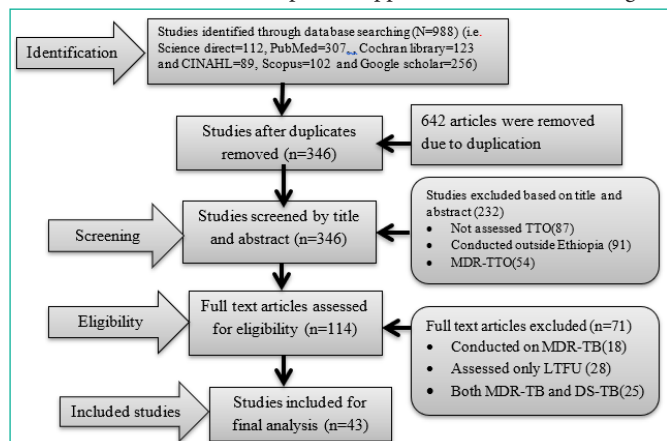 Studies identified through database searching (N=988) (i.e.
Science direct=112, PubMed=307, Cochran library=123
and CINAHL=89, Scopus=102 and Google scholar=256)
Identification
Studies after duplicates
removed (n=346)
642 articles were removed
due to duplication
Screening
Studies screened by title
and abstract (n=346)
Studies excluded based on title and
abstract (232)
• Not assessed TTO(87)
• Conducted outside Ethiopia (91)
• MDR-TTO(54)
Eligibility
Full text articles assessed
for eligibility (n=114)
Full text articles excluded (n=71)
• Conducted on MDR-TB(18)
• Assessed only LTFU (28)
• Both MDR-TB and DS-TB(25)
Included studies
Studies included for
final analysis (n=43)